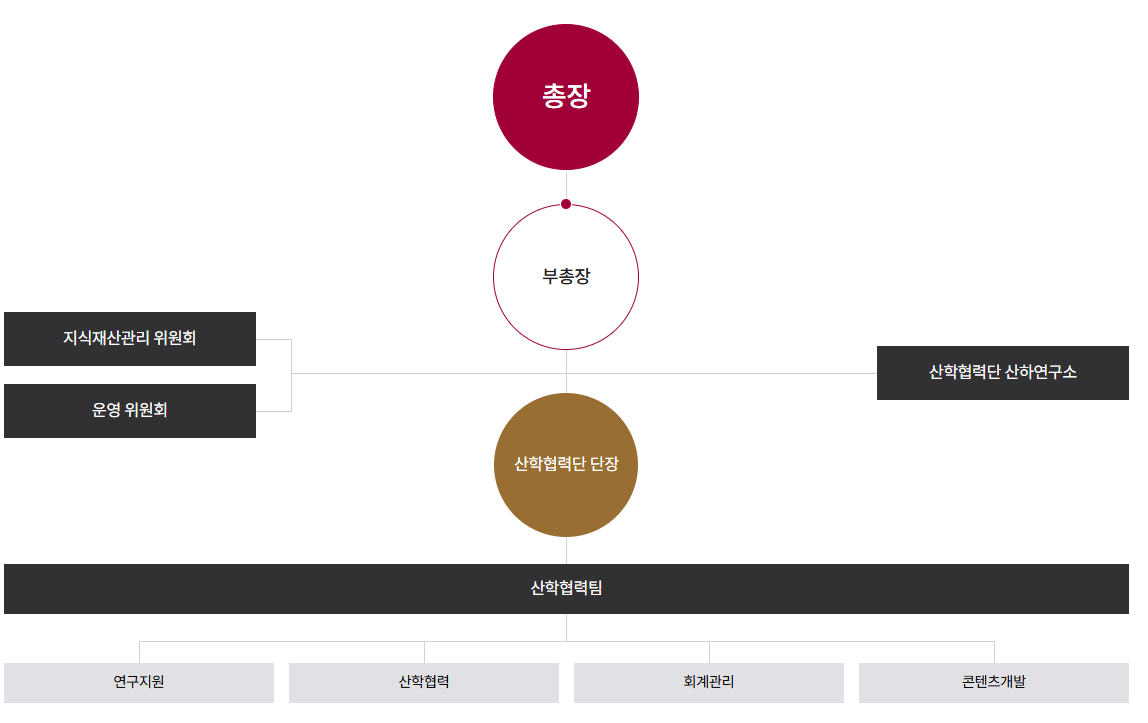 총장
부총장
지식재산관리 위원회
운영 위원회
산학협력단 산하연구소
산학협력단 단장
산학협력팀
연구지원
산학협력
회계관리
콘텐츠개발